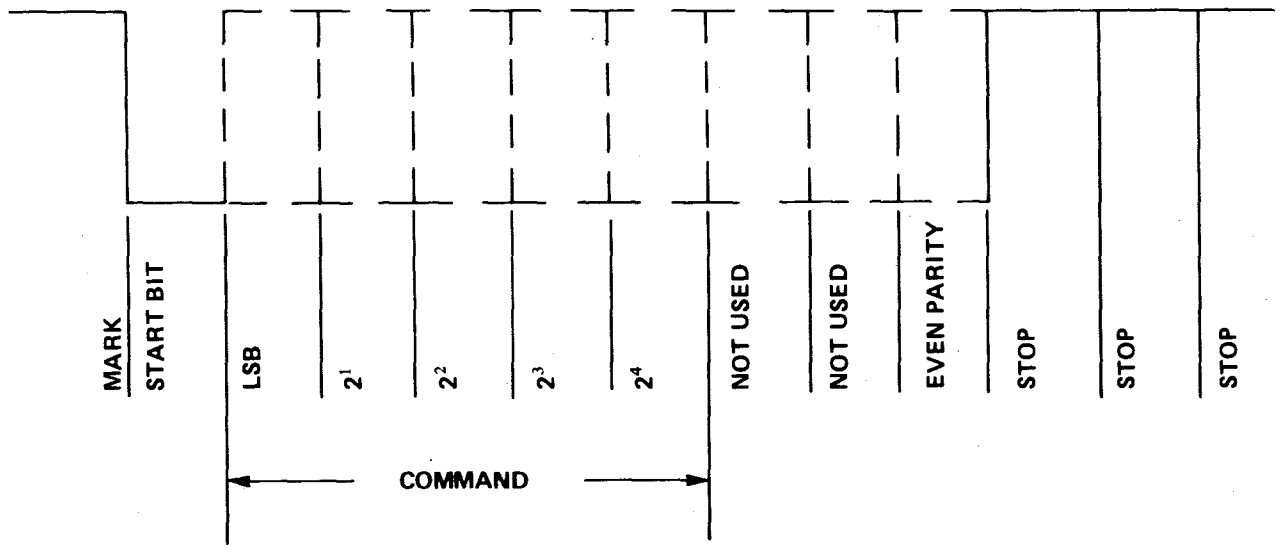 MARK
START BIT
LSB
2¹
2²
2³
2⁴
NOT USED
NOT USED
EVEN PARITY
STOP
STOP
STOP
COMMAND